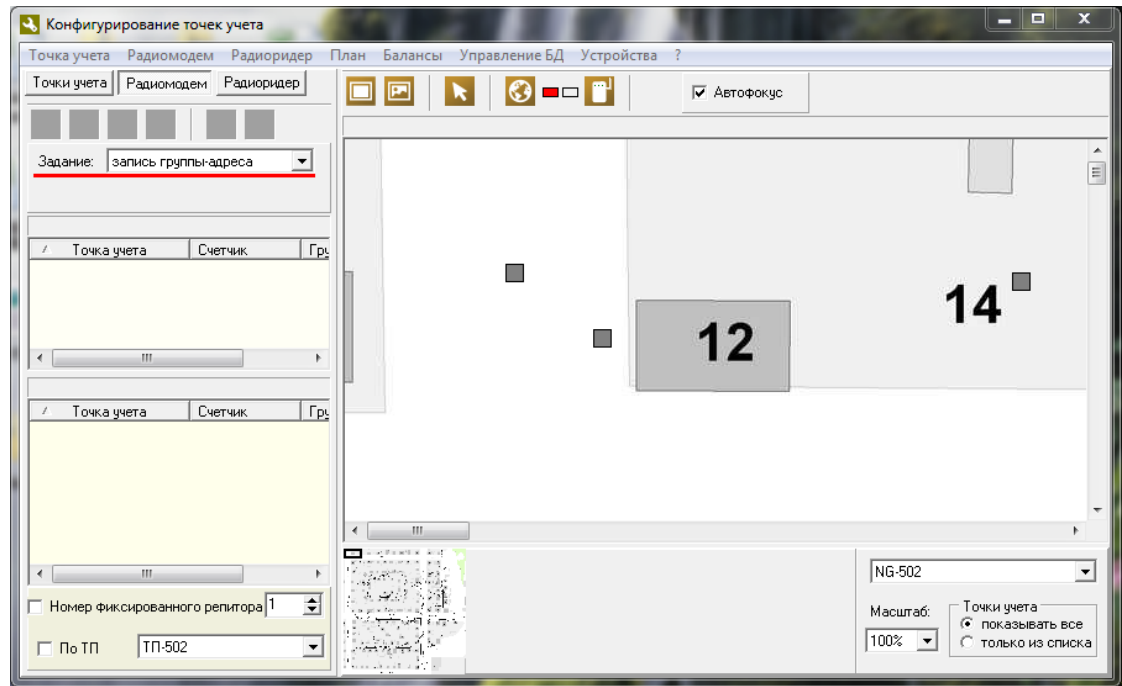 Конфигурирование точек учета
Точка учета Радиомодем Радиоридер План Балансы Управление БД Устройства ?
Точки учета Радиомодем Радиоридер
Автофокус
Задание: запись группы-адреса
Точка учета Счетчик Гру
12
14
Точка учета Счетчик Гру
Номер фиксированного репитора 1
По ТП ТП-502
NG-502
Масштаб:
100%
Точки учета
показывать все
только из списка